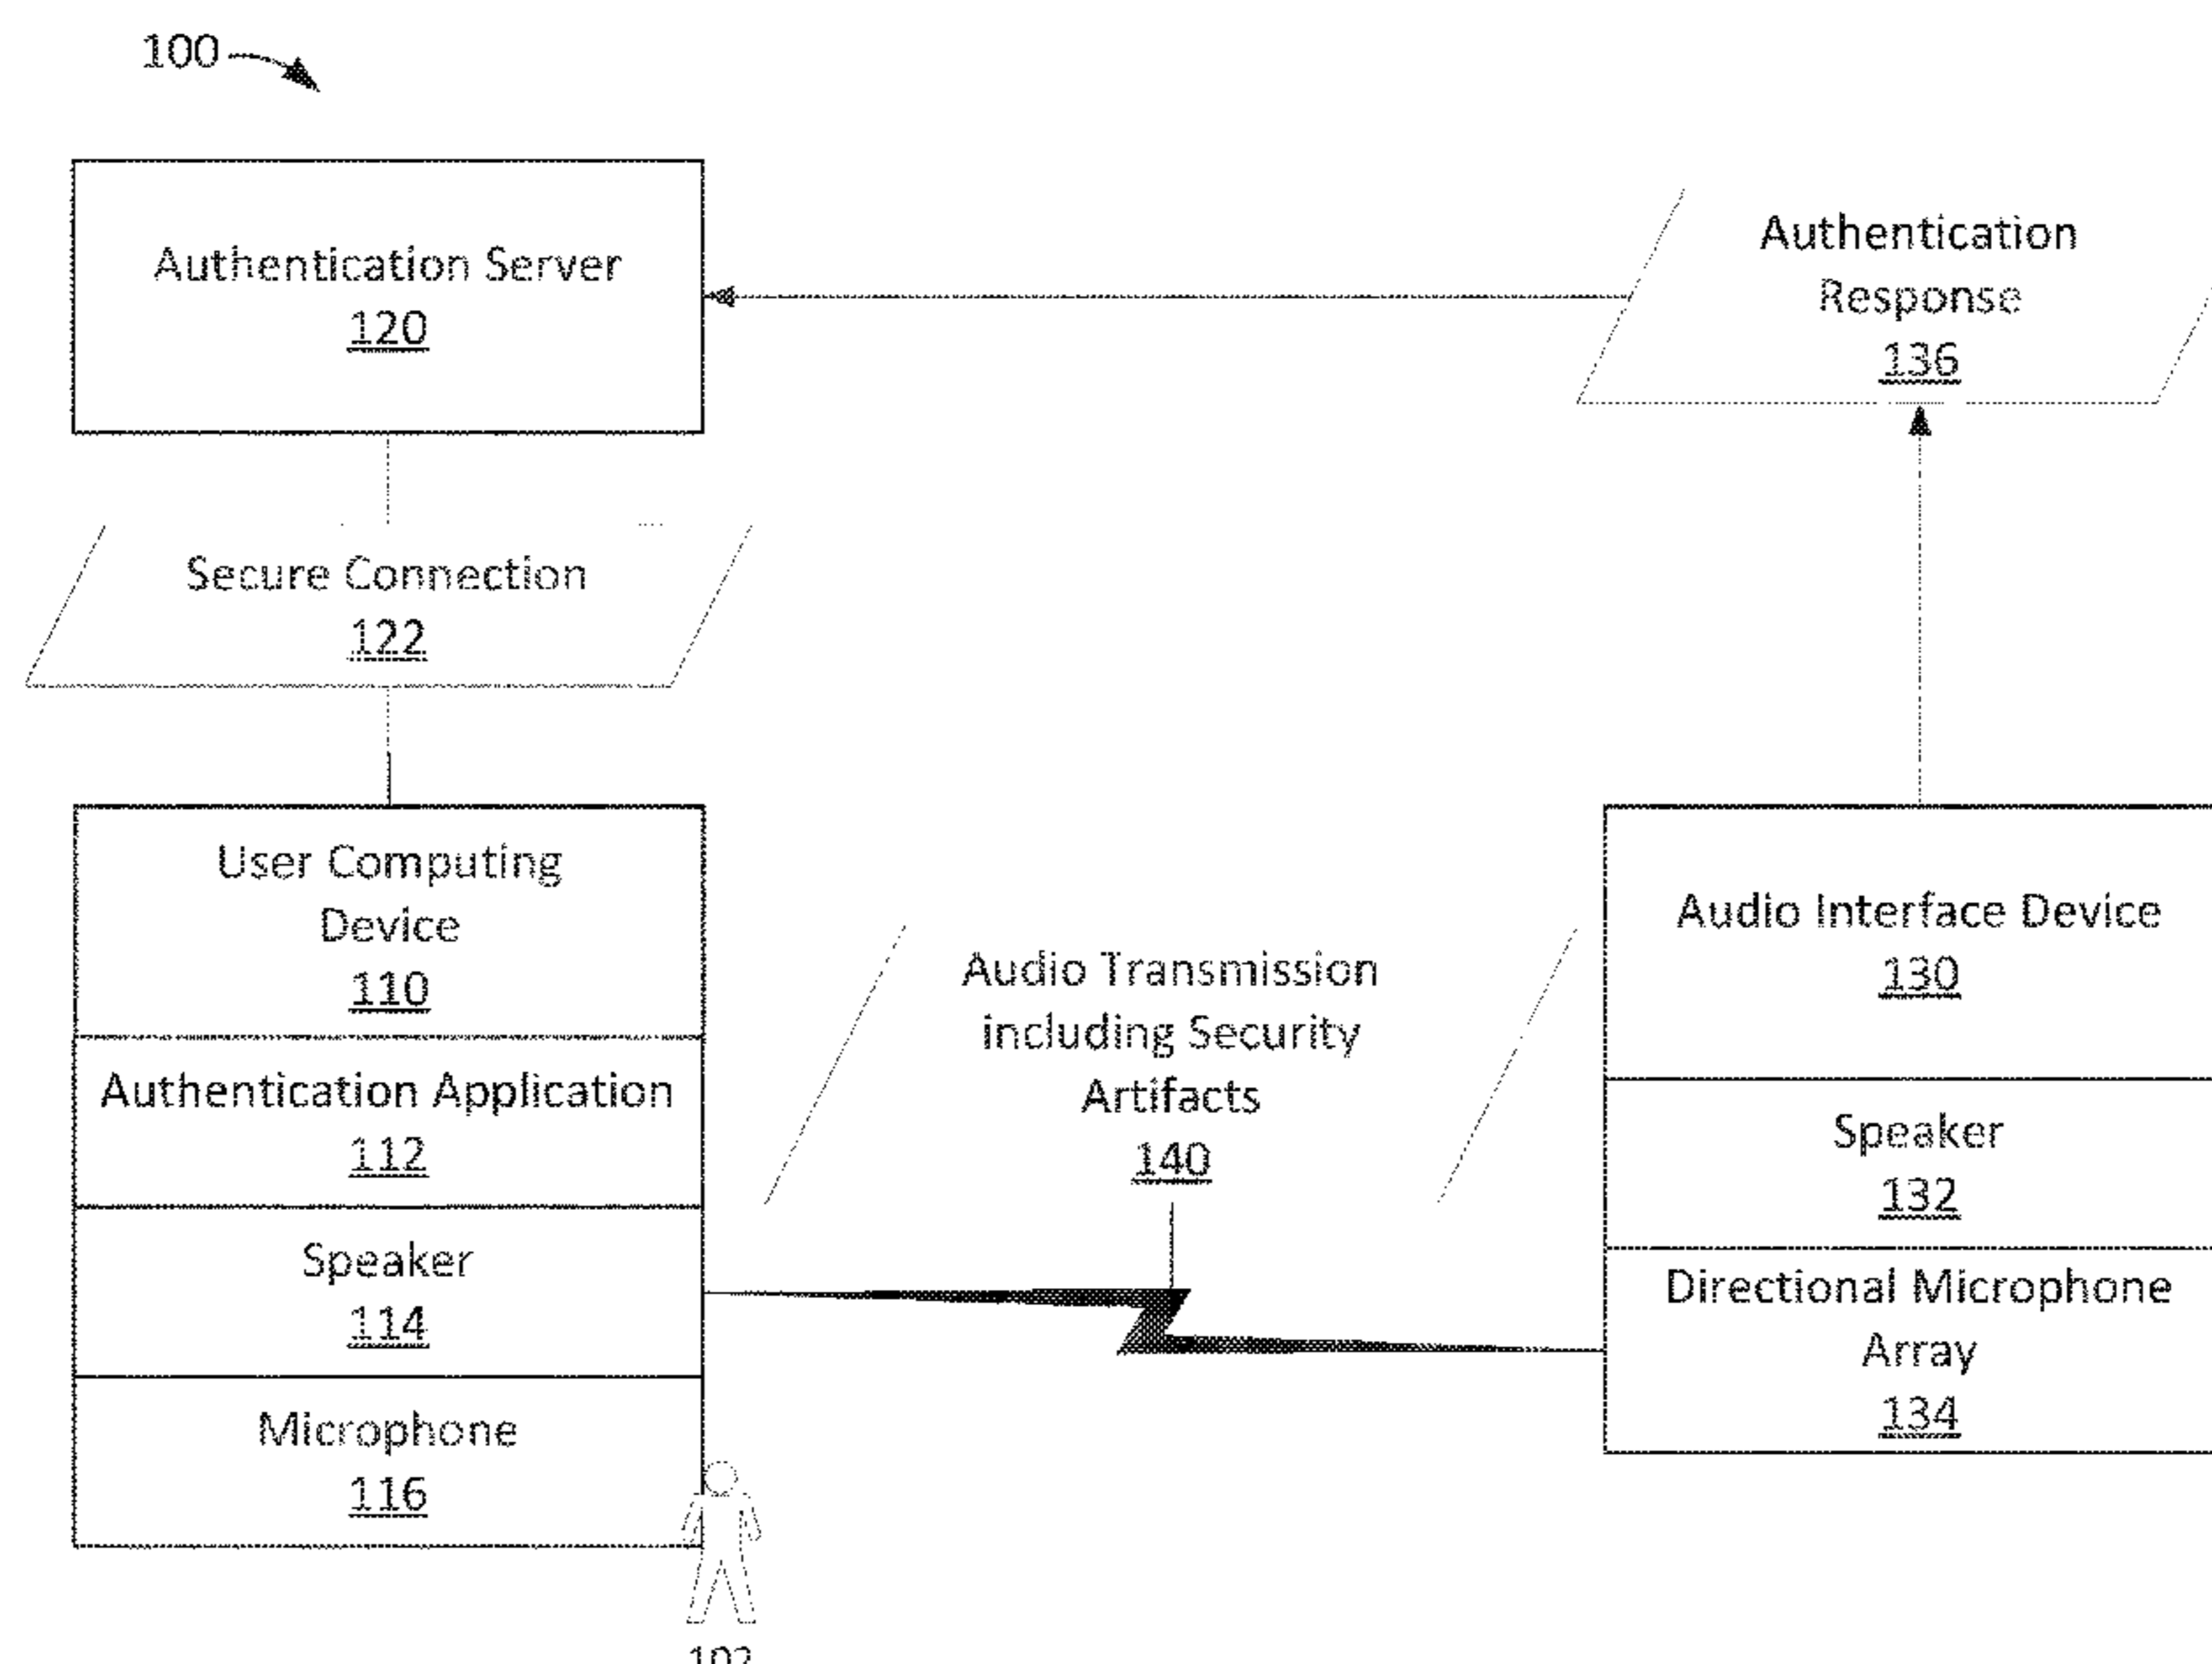 100
Authentication Server
120
Authentication
Response
136
Secure Connection
122
User Computing
Device
110
Authentication Application
112
Speaker
114
Microphone
116
Audio Transmission
including Security
Artifacts
140
Audio Interface Device
130
Speaker
132
Directional Microphone
Array
134
102